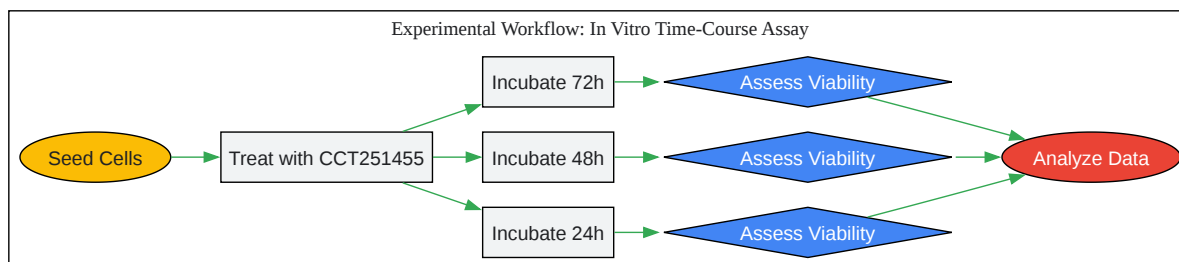 Experimental Workflow: In Vitro Time-Course Assay
Incubate 72h
Assess Viability
Seed Cells
Treat with CCT251455
Incubate 48h
Assess Viability
Analyze Data
Incubate 24h
Assess Viability